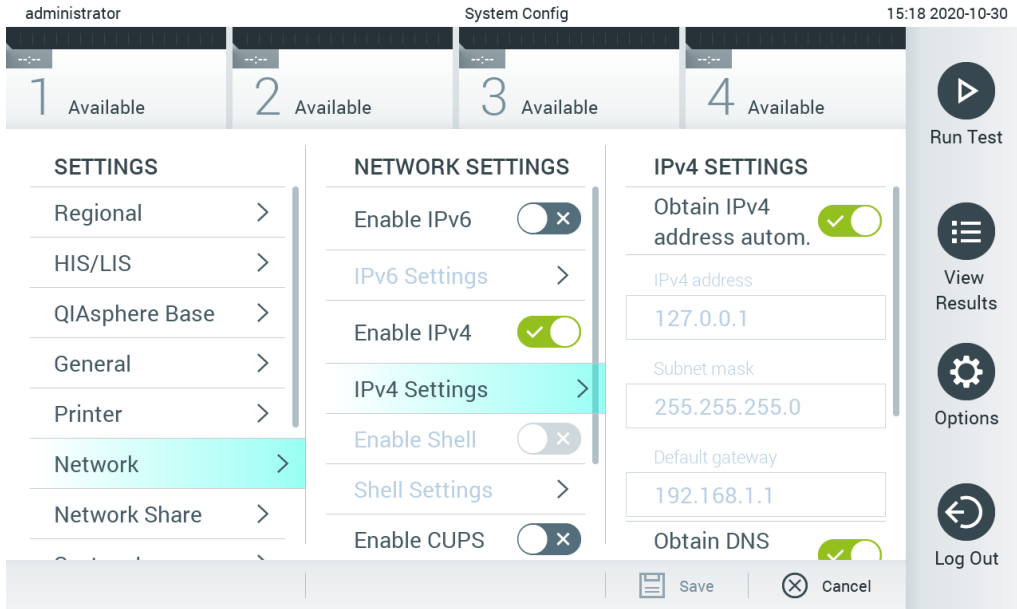 administrator
System Config
15:18 2020-10-30
--:--
1 Available
--:--
2 Available
--:--
3 Available
--:--
4 Available
SETTINGS
Regional
HIS/LIS
QIAsphere Base
General
Printer
Network
Network Share
NETWORK SETTINGS
Enable IPv6
IPv6 Settings
Enable IPv4
IPv4 Settings
Enable Shell
Shell Settings
Enable CUPS
IPv4 SETTINGS
Obtain IPv4
address autom.
IPv4 address
127.0.0.1
Subnet mask
255.255.255.0
Default gateway
192.168.1.1
Obtain DNS
Save
Cancel
Run Test
View
Results
Options
Log Out